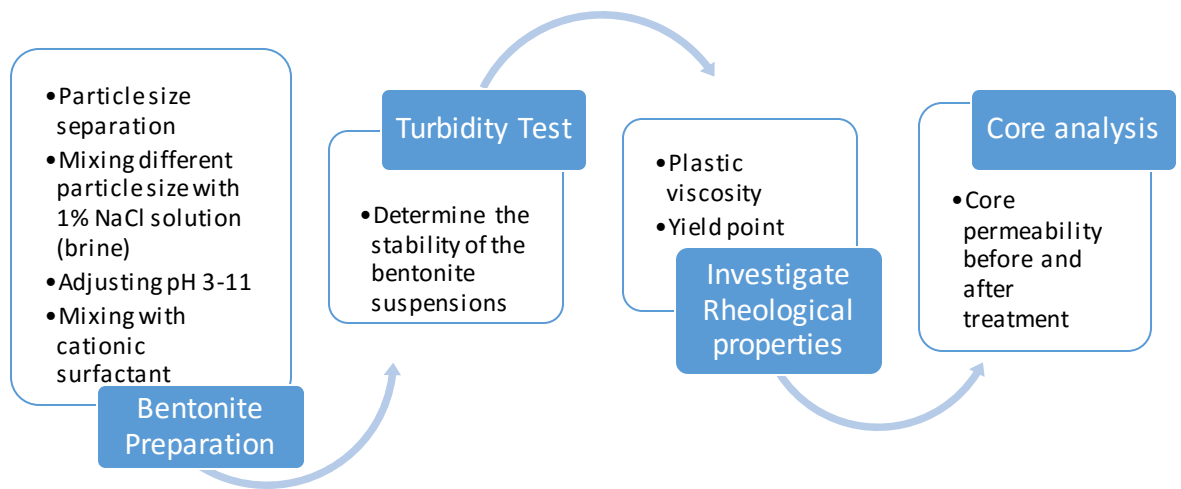 •Particle size
separation
•Mixing different
particle size with
1% NaCl solution
(brine)
•Adjusting pH 3-11
•Mixing with
cationic
surfactant
Bentonite
Preparation
Turbidity Test
•Determine the
stability of the
bentonite
suspensions
•Plastic
viscosity
•Yield point
Investigate
Rheological
properties
Core analysis
•Core
permeability
before and
after
treatment